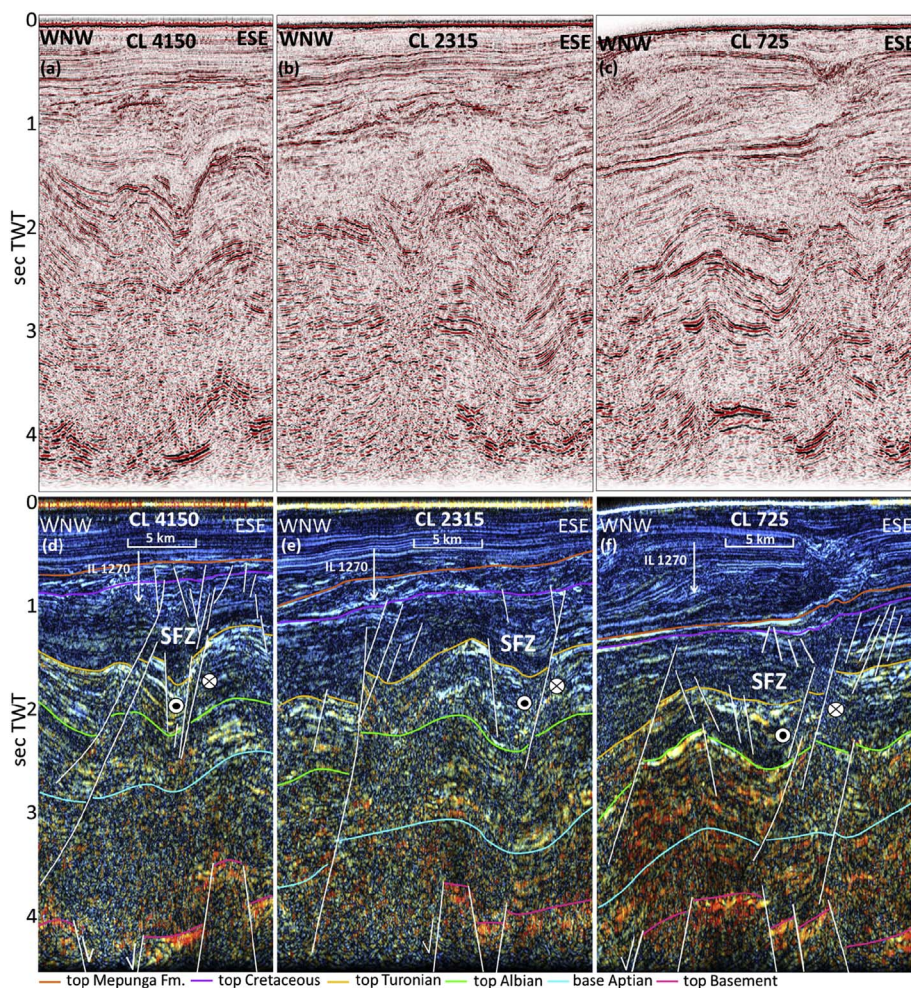 0
WNW CL 4150 ESE WNW CL 2315 ESE WNW CL 725 ESE
(a) (b) (c)
1
2
sec TWT
3
4
0
WNW CL 4150 ESE WNW CL 2315 ESE WNW CL 725 ESE
(d) 5 km (e) 5 km (f) 5 km
IL 1270 IL 1270 IL 1270
1
SFZ SFZ SFZ
2
sec TWT
3
4
top Mepunga Fm. top Cretaceous top Turonian top Albian base Aptian top Basement